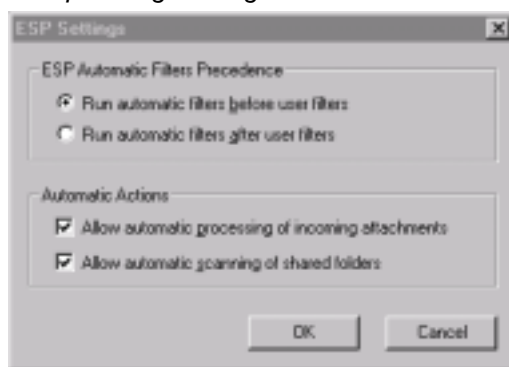 ESP Settings
ESP Automatic Filters Precedence
Run automatic filters before user filters
Run automatic filters after user filters
Automatic Actions
Allow automatic processing of incoming attachments
Allow automatic scanning of shared folders
OK Cancel